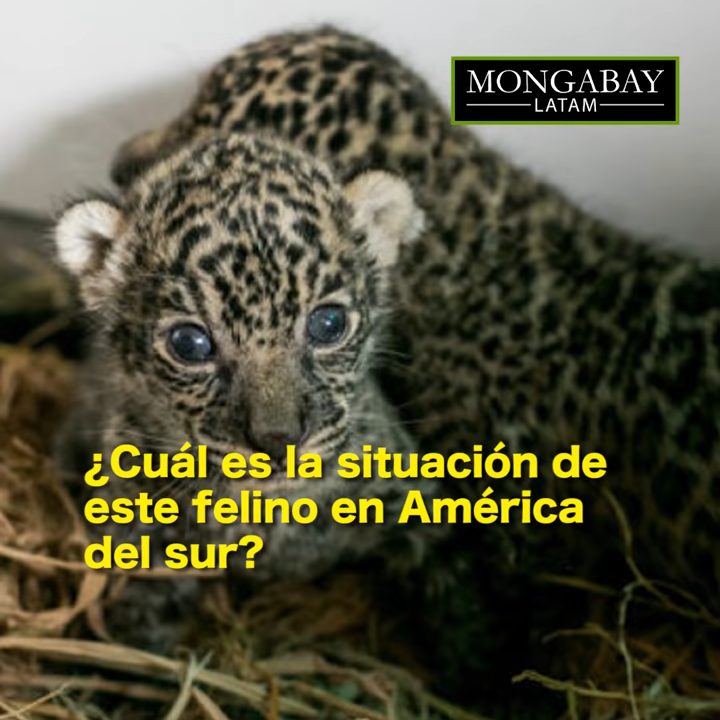 MONGABAY
LATAM
¿Cuál es la situación de
este felino en América
del sur?